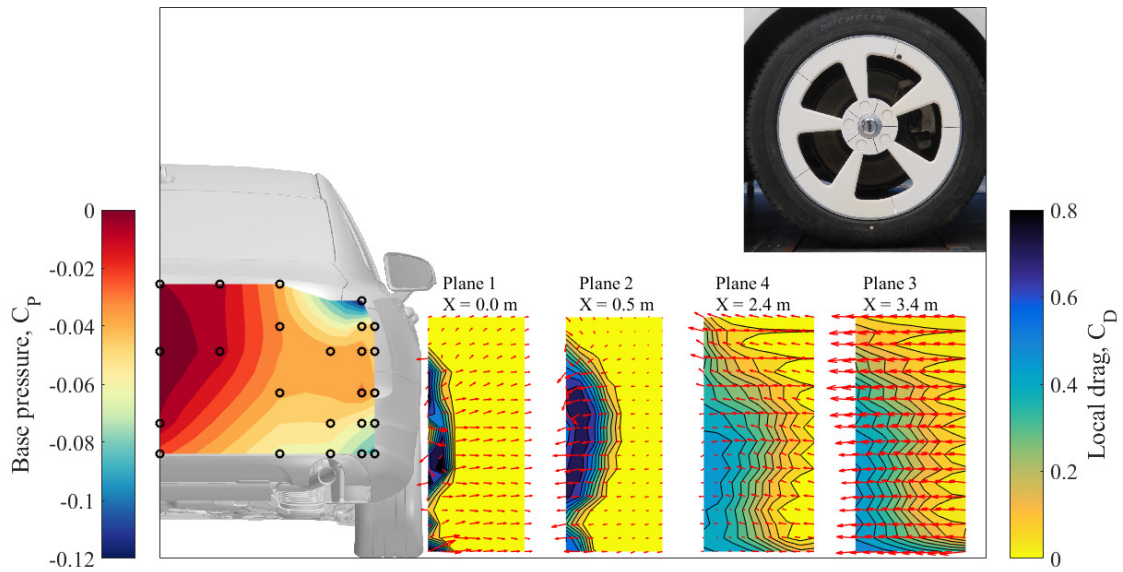 MICHELIN
0
-0.02
-0.04
-0.06
-0.08
-0.1
-0.12
Base pressure, C_P
Plane 1
X = 0.0 m
Plane 2
X = 0.5 m
Plane 4
X = 2.4 m
Plane 3
X = 3.4 m
0.8
0.6
0.4
0.2
0
Local drag, C_D